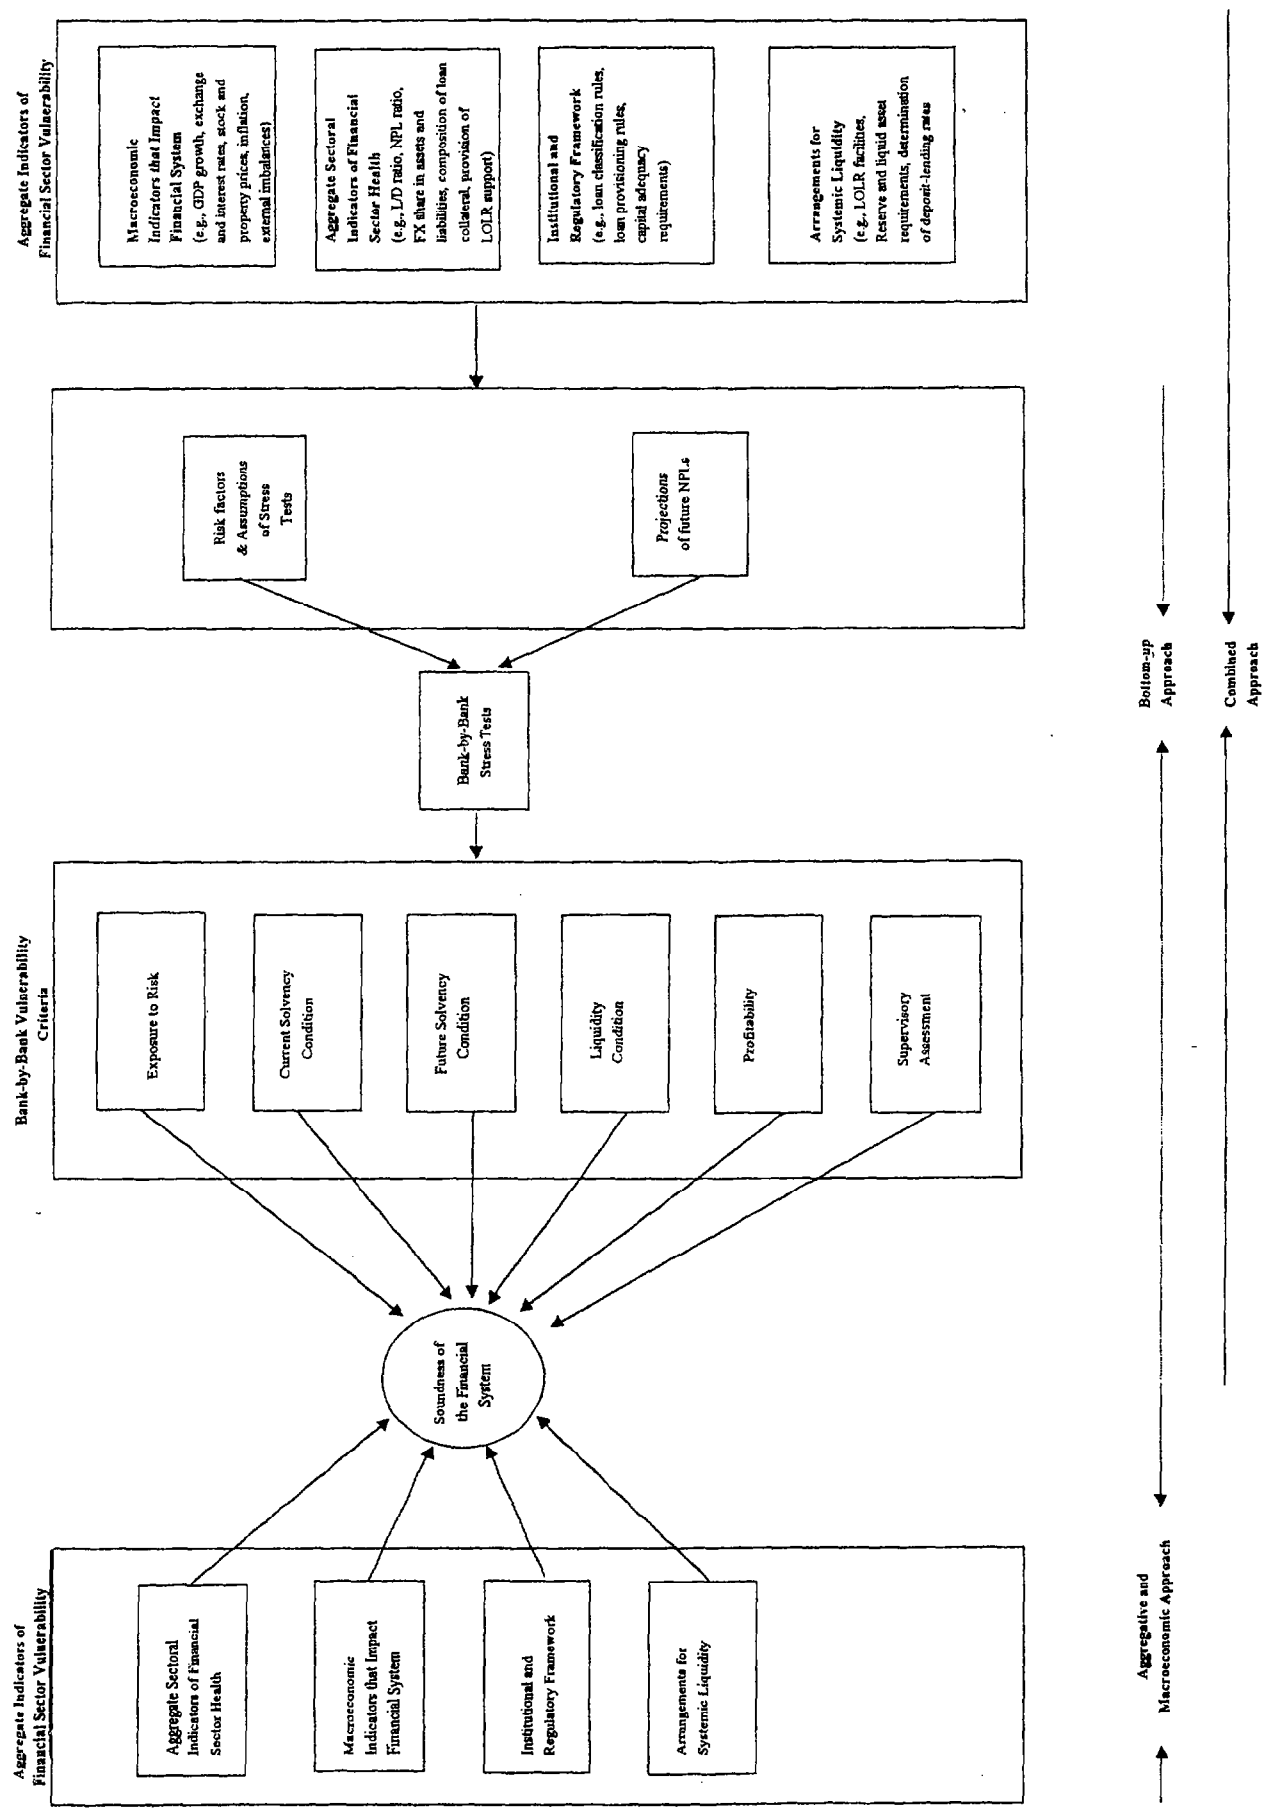 Aggregate Indicators of
Financial Sector Vulnerability
Aggregate Sectoral
Indicators of Financial
Sector Health
Macroeconomic
Indicators that Impact
Financial System
Institutional and
Regulatory Framework
Arrangements for
Systemic Liquidity
Soundness of
the Financial
System
Bank-by-Bank Vulnerability
Criteria
Exposure to Risk
Current Solvency
Condition
Future Solvency
Condition
Liquidity
Condition
Profitability
Supervisory
Assessment
Bank-by-Bank
Stress Tests
Risk factors
& Assumptions
of Stress
Tests
Projections
of future NPLs
Aggregate Indicators of
Financial Sector Vulnerability
Macroeconomic
Indicators that Impact
Financial System
(e.g., GDP growth, exchange
and interest rates, stock and
property prices, inflation,
external imbalances)
Aggregate Sectoral
Indicators of Financial
Sector Health
(e.g., L/D ratio, NPL ratio,
FX share in assets and
liabilities, composition of loan
collateral, provision of
LOLR support)
Institutional and
Regulatory Framework
(e.g., loan classification rules,
loan provisioning rules,
capital adequacy
requirements)
Arrangements for
Systemic Liquidity
(e.g., LOLR facilities,
Reserve and liquid asset
requirements, determination
of deposit-lending rates
Aggregative and
Macroeconomic Approach
Bottom-up
Approach
Combined
Approach